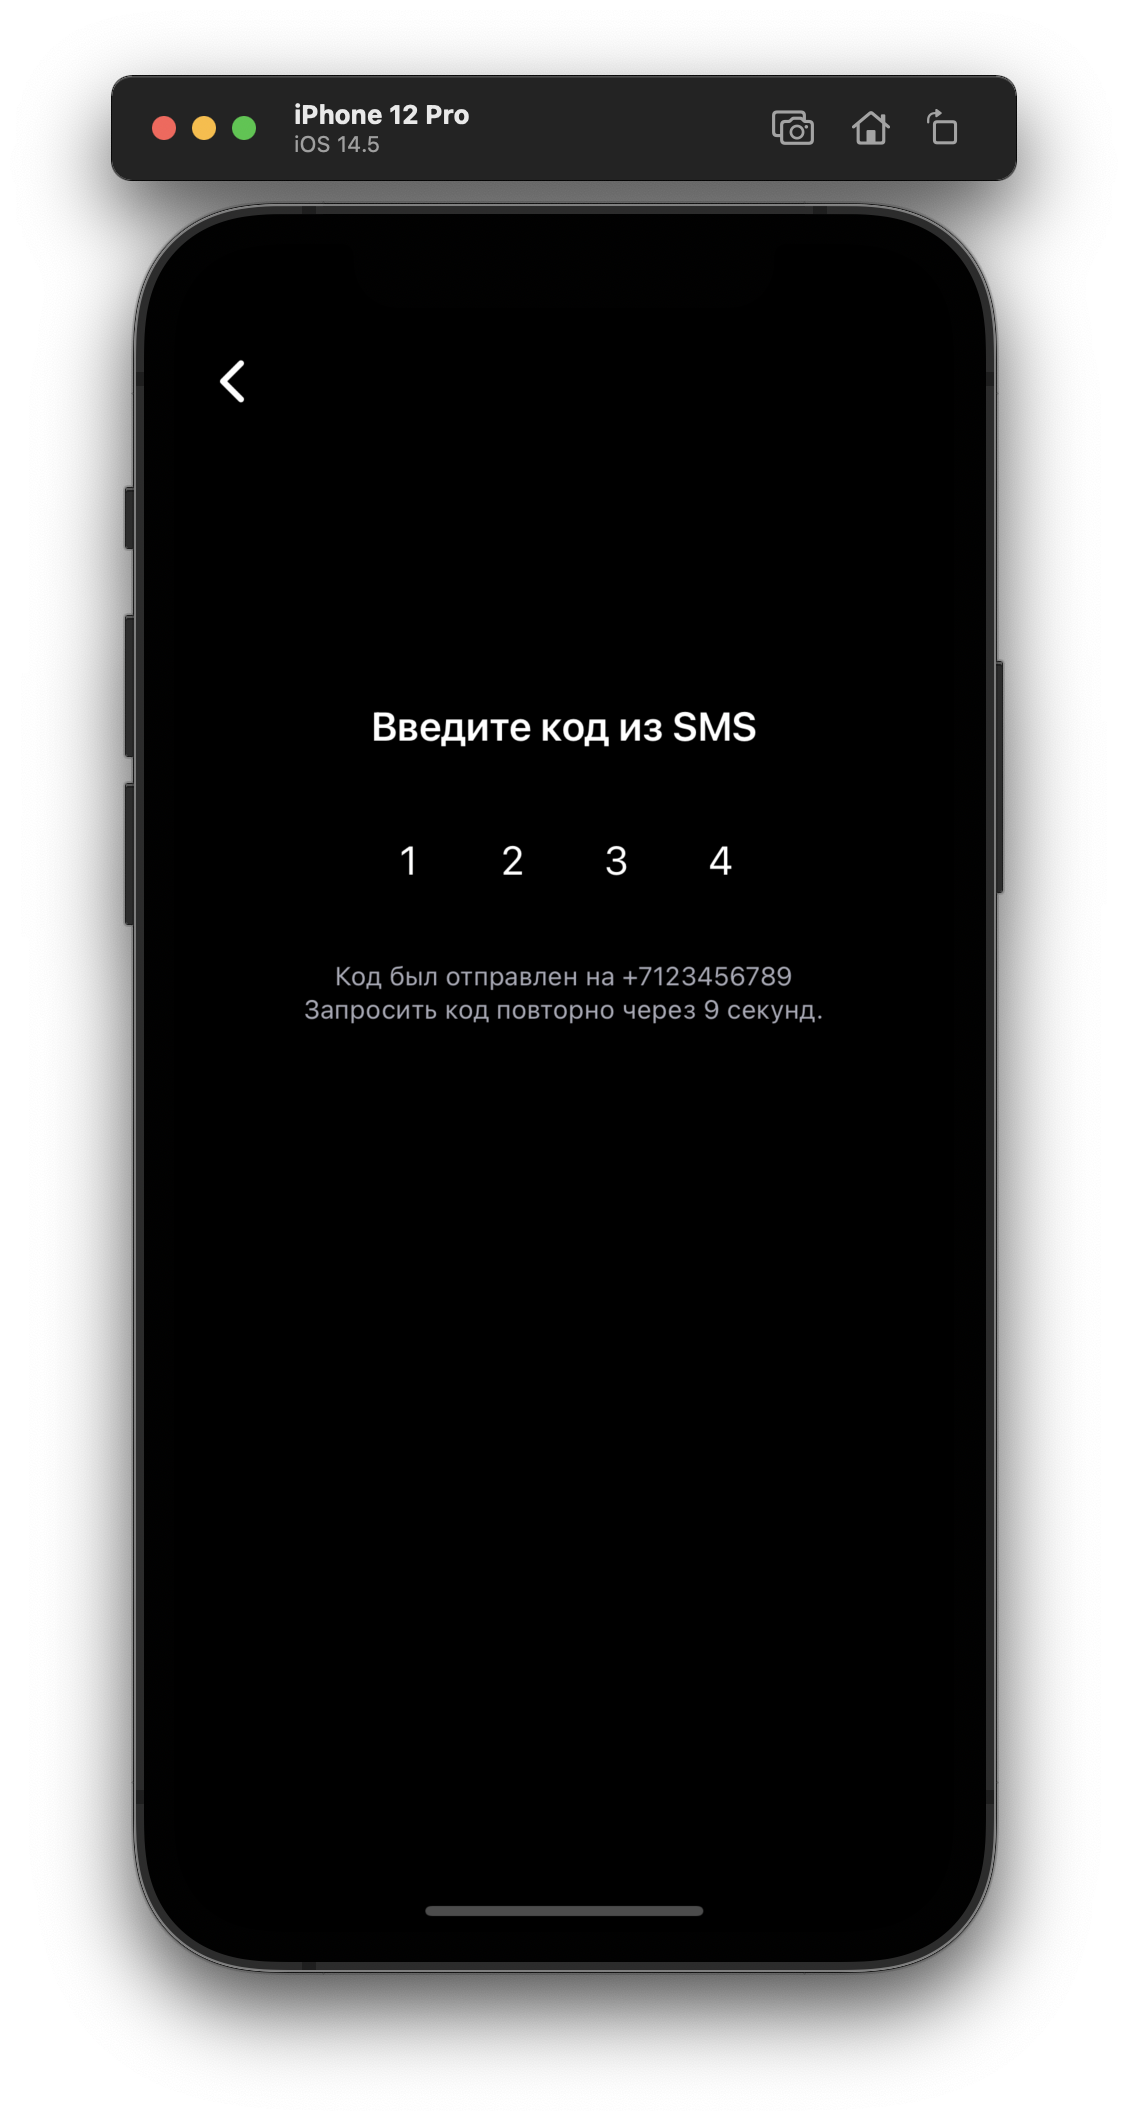 iPhone 12 Pro
iOS 14.5
Введите код из SMS
1 2 3 4
Код был отправлен на +7123456789
Запросить код повторно через 9 секунд.